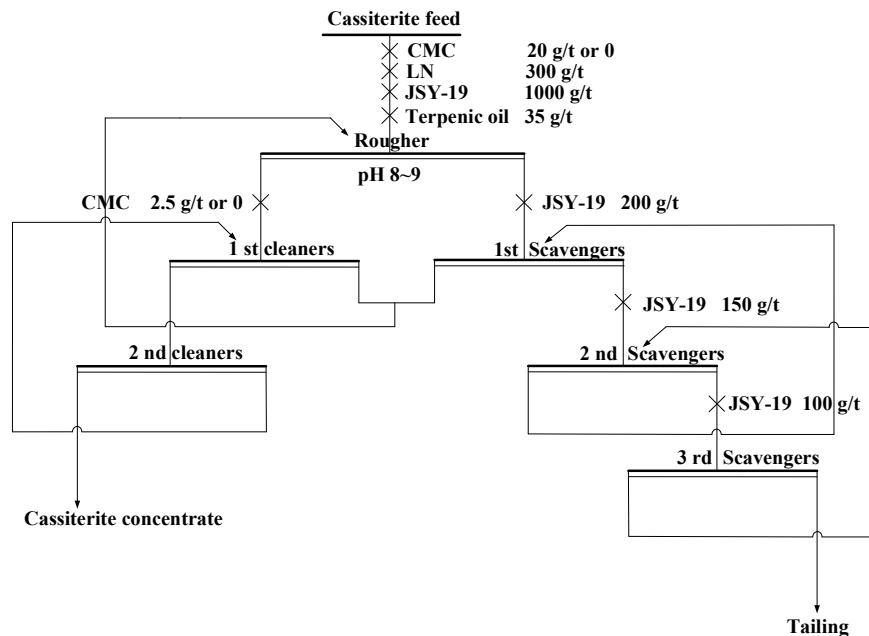 Cassiterite feed
CMC 20 g/t or 0
LN 300 g/t
JSY-19 1000 g/t
Terpenic oil 35 g/t
Rougher
pH 8~9
CMC 2.5 g/t or 0
JSY-19 200 g/t
1 st cleaners
1st Scavengers
JSY-19 150 g/t
2 nd cleaners
2 nd Scavengers
JSY-19 100 g/t
3 rd Scavengers
Cassiterite concentrate
Tailing